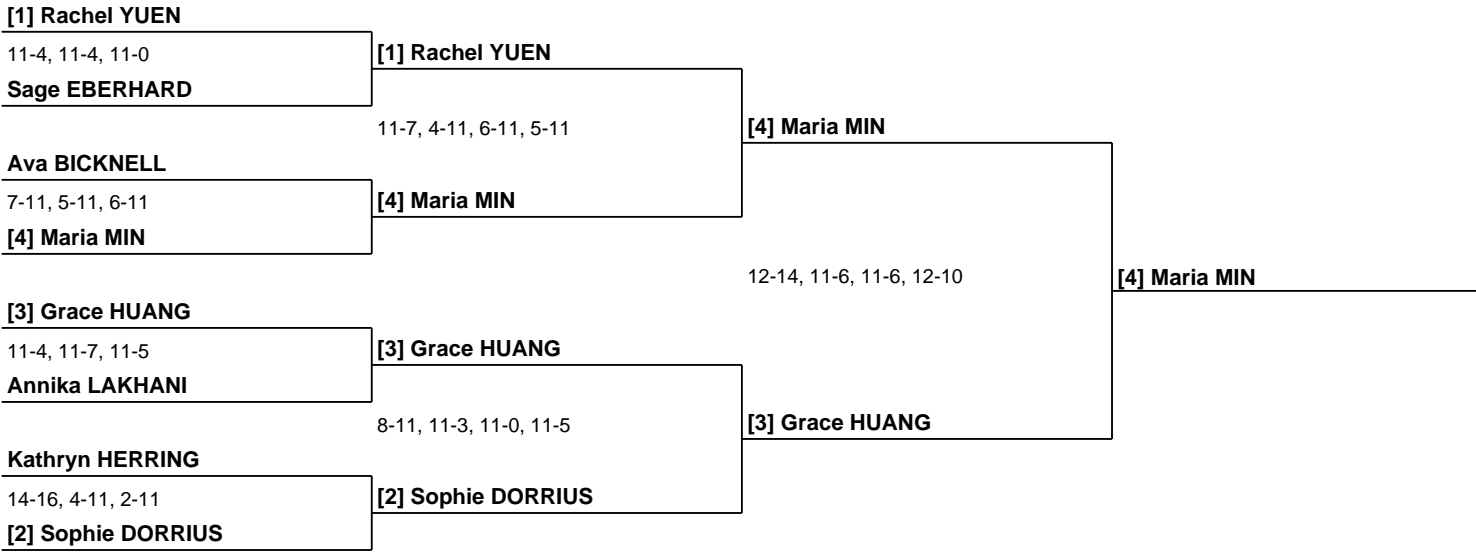 [1] Rachel YUEN
11-4, 11-4, 11-0
Sage EBERHARD
[1] Rachel YUEN
11-7, 4-11, 6-11, 5-11
Ava BICKNELL
7-11, 5-11, 6-11
[4] Maria MIN
[4] Maria MIN
[4] Maria MIN
12-14, 11-6, 11-6, 12-10
[4] Maria MIN
[3] Grace HUANG
11-4, 11-7, 11-5
Annika LAKHANI
[3] Grace HUANG
8-11, 11-3, 11-0, 11-5
[3] Grace HUANG
Kathryn HERRING
14-16, 4-11, 2-11
[2] Sophie DORRIUS
[2] Sophie DORRIUS